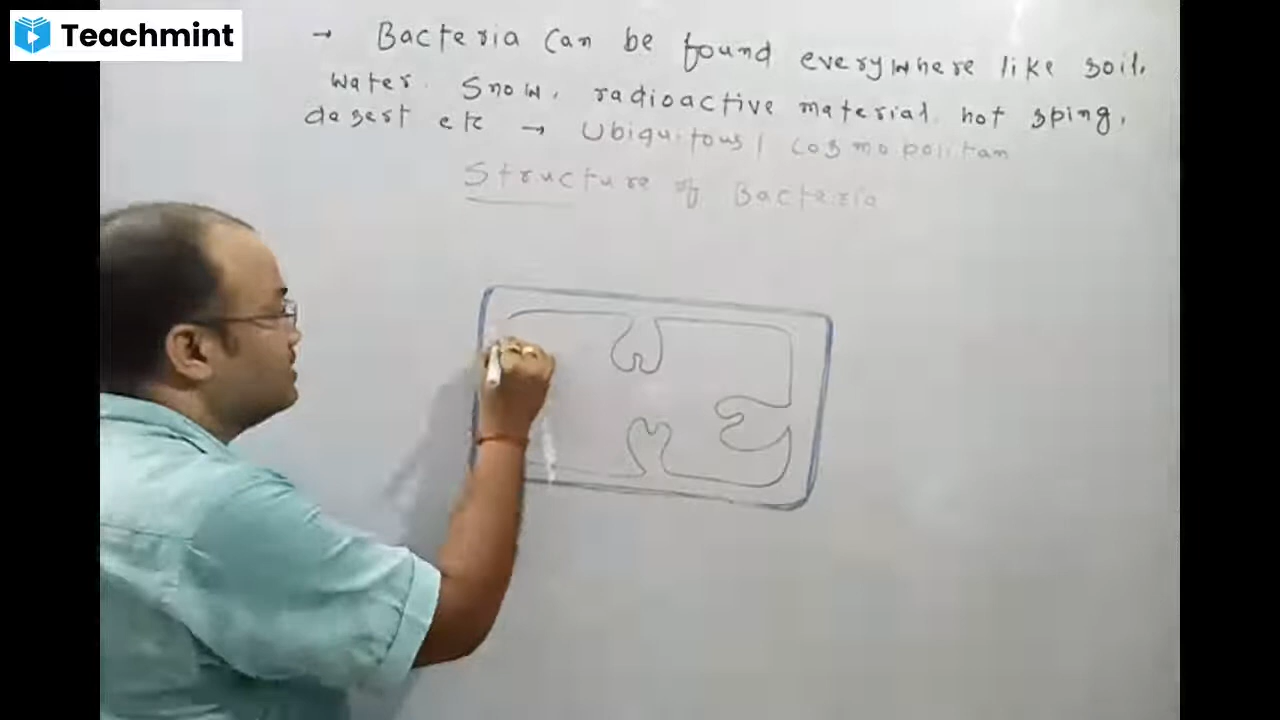 Teachmint
→ Bacteria can be found everywhere like soil,
water. Snow, radioactive material, hot sping,
desert etc → Ubiquitous / Cosmopolitan
Structure of Bacteria